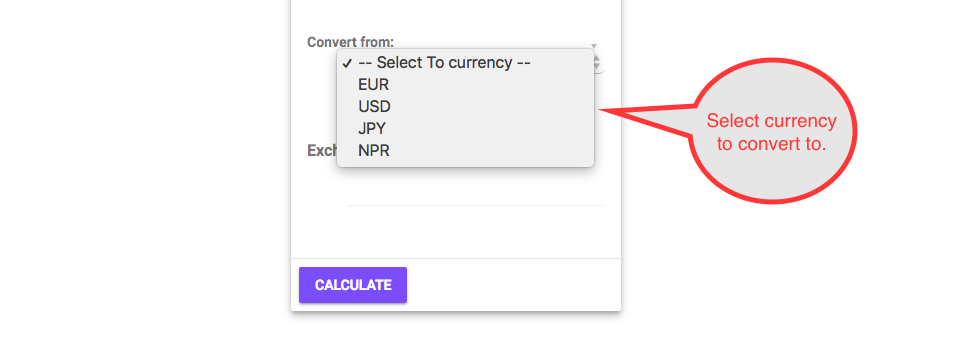 Convert from:
✓ -- Select To currency --
EUR
USD
JPY
NPR
Exch
Select currency
to convert to.
CALCULATE